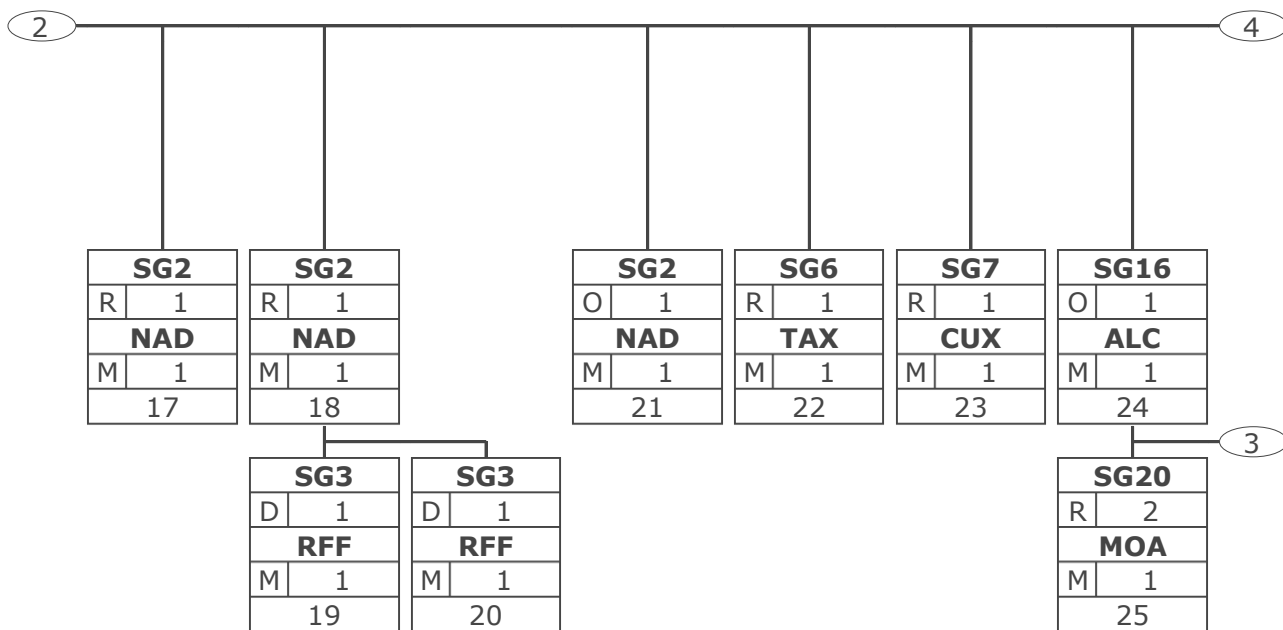 2 4
SG2 SG2 SG2 SG6 SG7 SG16
R 1 R 1 O 1 R 1 R 1 O 1
NAD NAD NAD TAX CUX ALC
M 1 M 1 M 1 M 1 M 1 M 1
17 18 21 22 23 24
3
SG3 SG3 SG20
D 1 D 1 R 2
RFF RFF MOA
M 1 M 1 M 1
19 20 25